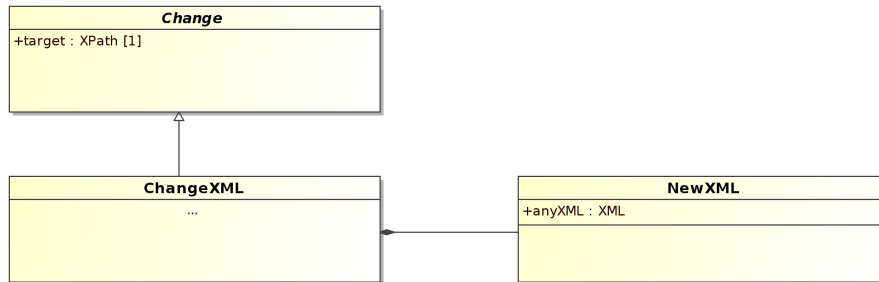 Change
+target : XPath [1]
ChangeXML
...
NewXML
+anyXML : XML